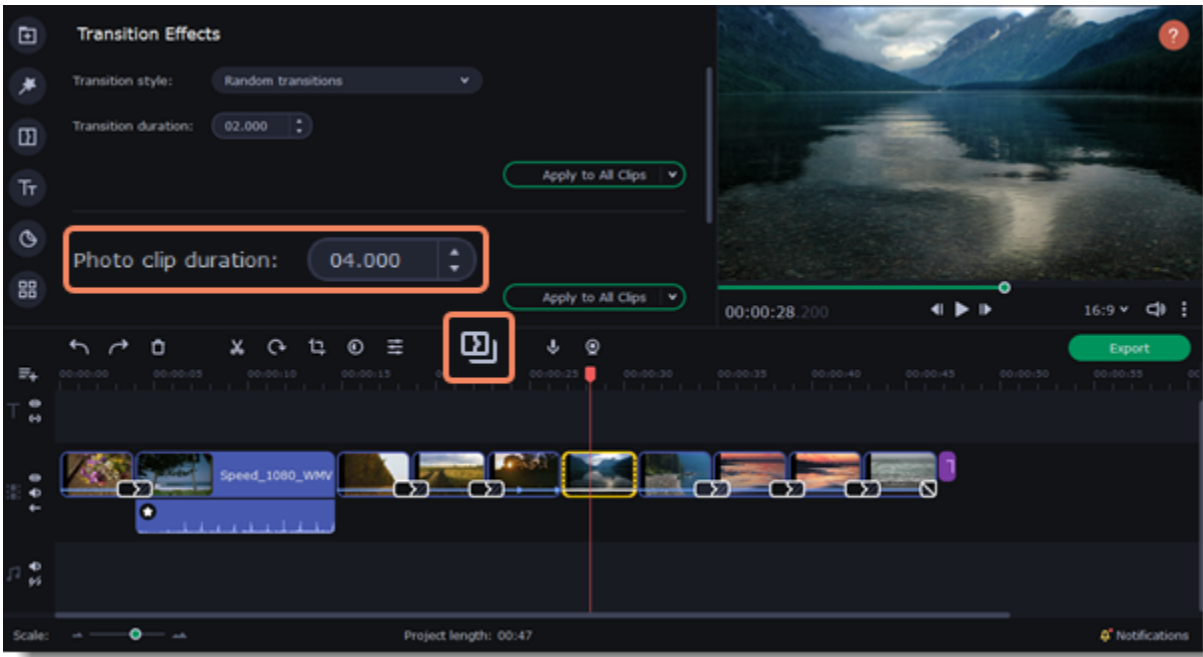 Transition Effects
?
Transition style: Random transitions
Transition duration: 02.000
Apply to All Clips
Photo clip duration: 04.000
Apply to All Clips
00:00:28.200
16:9
Export
00:00:00 00:00:05 00:00:10 00:00:15 00:00:25 00:00:30 00:00:35 00:00:40 00:00:45 00:00:50 00:00:55
Speed_1080_WMV
Scale:
Project length: 00:47
Notifications